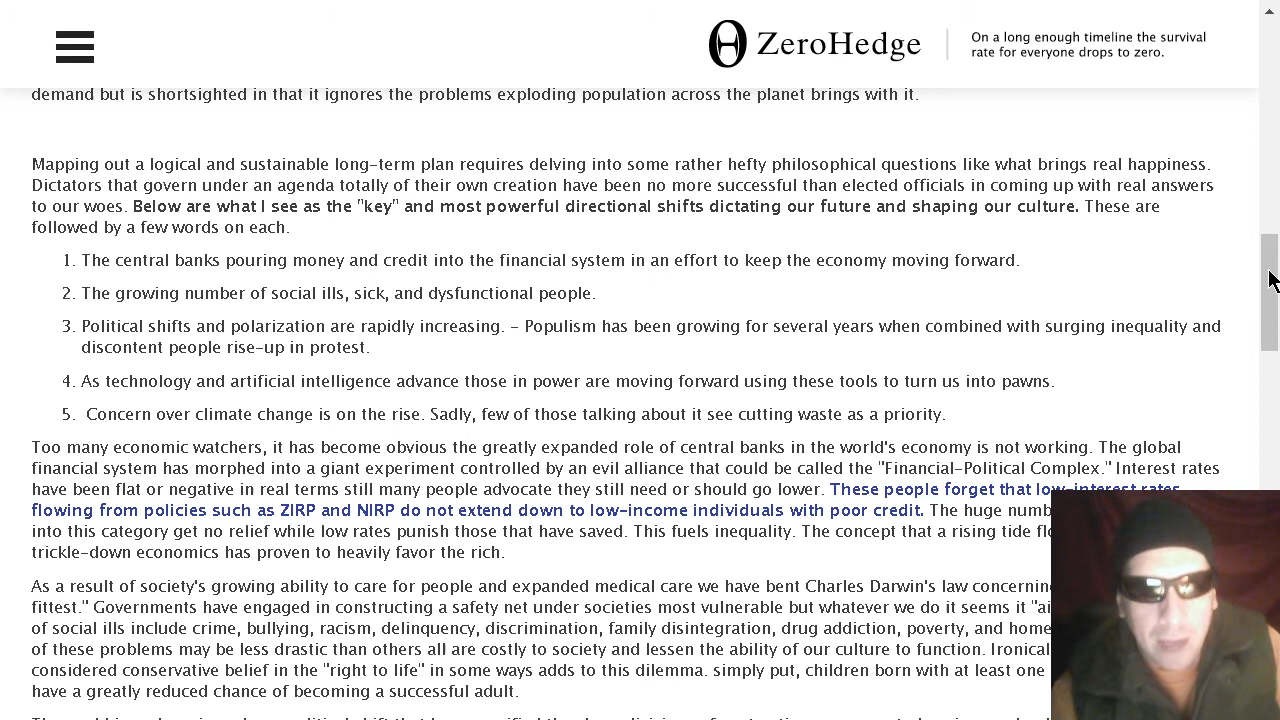 ZeroHedge
On a long enough timeline the survival
rate for everyone drops to zero.
demand but is shortsighted in that it ignores the problems exploding population across the planet brings with it.
Mapping out a logical and sustainable long-term plan requires delving into some rather hefty philosophical questions like what brings real happiness.
Dictators that govern under an agenda totally of their own creation have been no more successful than elected officials in coming up with real answers
to our woes. Below are what I see as the "key" and most powerful directional shifts dictating our future and shaping our culture. These are
followed by a few words on each.
1. The central banks pouring money and credit into the financial system in an effort to keep the economy moving forward.
2. The growing number of social ills, sick, and dysfunctional people.
3. Political shifts and polarization are rapidly increasing. - Populism has been growing for several years when combined with surging inequality and
discontent people rise-up in protest.
4. As technology and artificial intelligence advance those in power are moving forward using these tools to turn us into pawns.
5. Concern over climate change is on the rise. Sadly, few of those talking about it see cutting waste as a priority.
Too many economic watchers, it has become obvious the greatly expanded role of central banks in the world's economy is not working. The global
financial system has morphed into a giant experiment controlled by an evil alliance that could be called the "Financial-Political Complex." Interest rates
have been flat or negative in real terms still many people advocate they still need or should go lower. These people forget that low-interest rates
flowing from policies such as ZIRP and NIRP do not extend down to low-income individuals with poor credit. The huge
into this category get no relief while low rates punish those that have saved. This fuels inequality. The concept that a rising tide
trickle-down economics has proven to heavily favor the rich.
As a result of society's growing ability to care for people and expanded medical care we have bent Charles Darwin's law
fittest." Governments have engaged in constructing a safety net under societies most vulnerable but whatever we do it seems it
of social ills include crime, bullying, racism, delinquency, discrimination, family disintegration, drug addiction, poverty, and
of these problems may be less drastic than others all are costly to society and lessen the ability of our culture to function.
considered conservative belief in the "right to life" in some ways adds to this dilemma. simply put, children born with at least one
have a greatly reduced chance of becoming a successful adult.